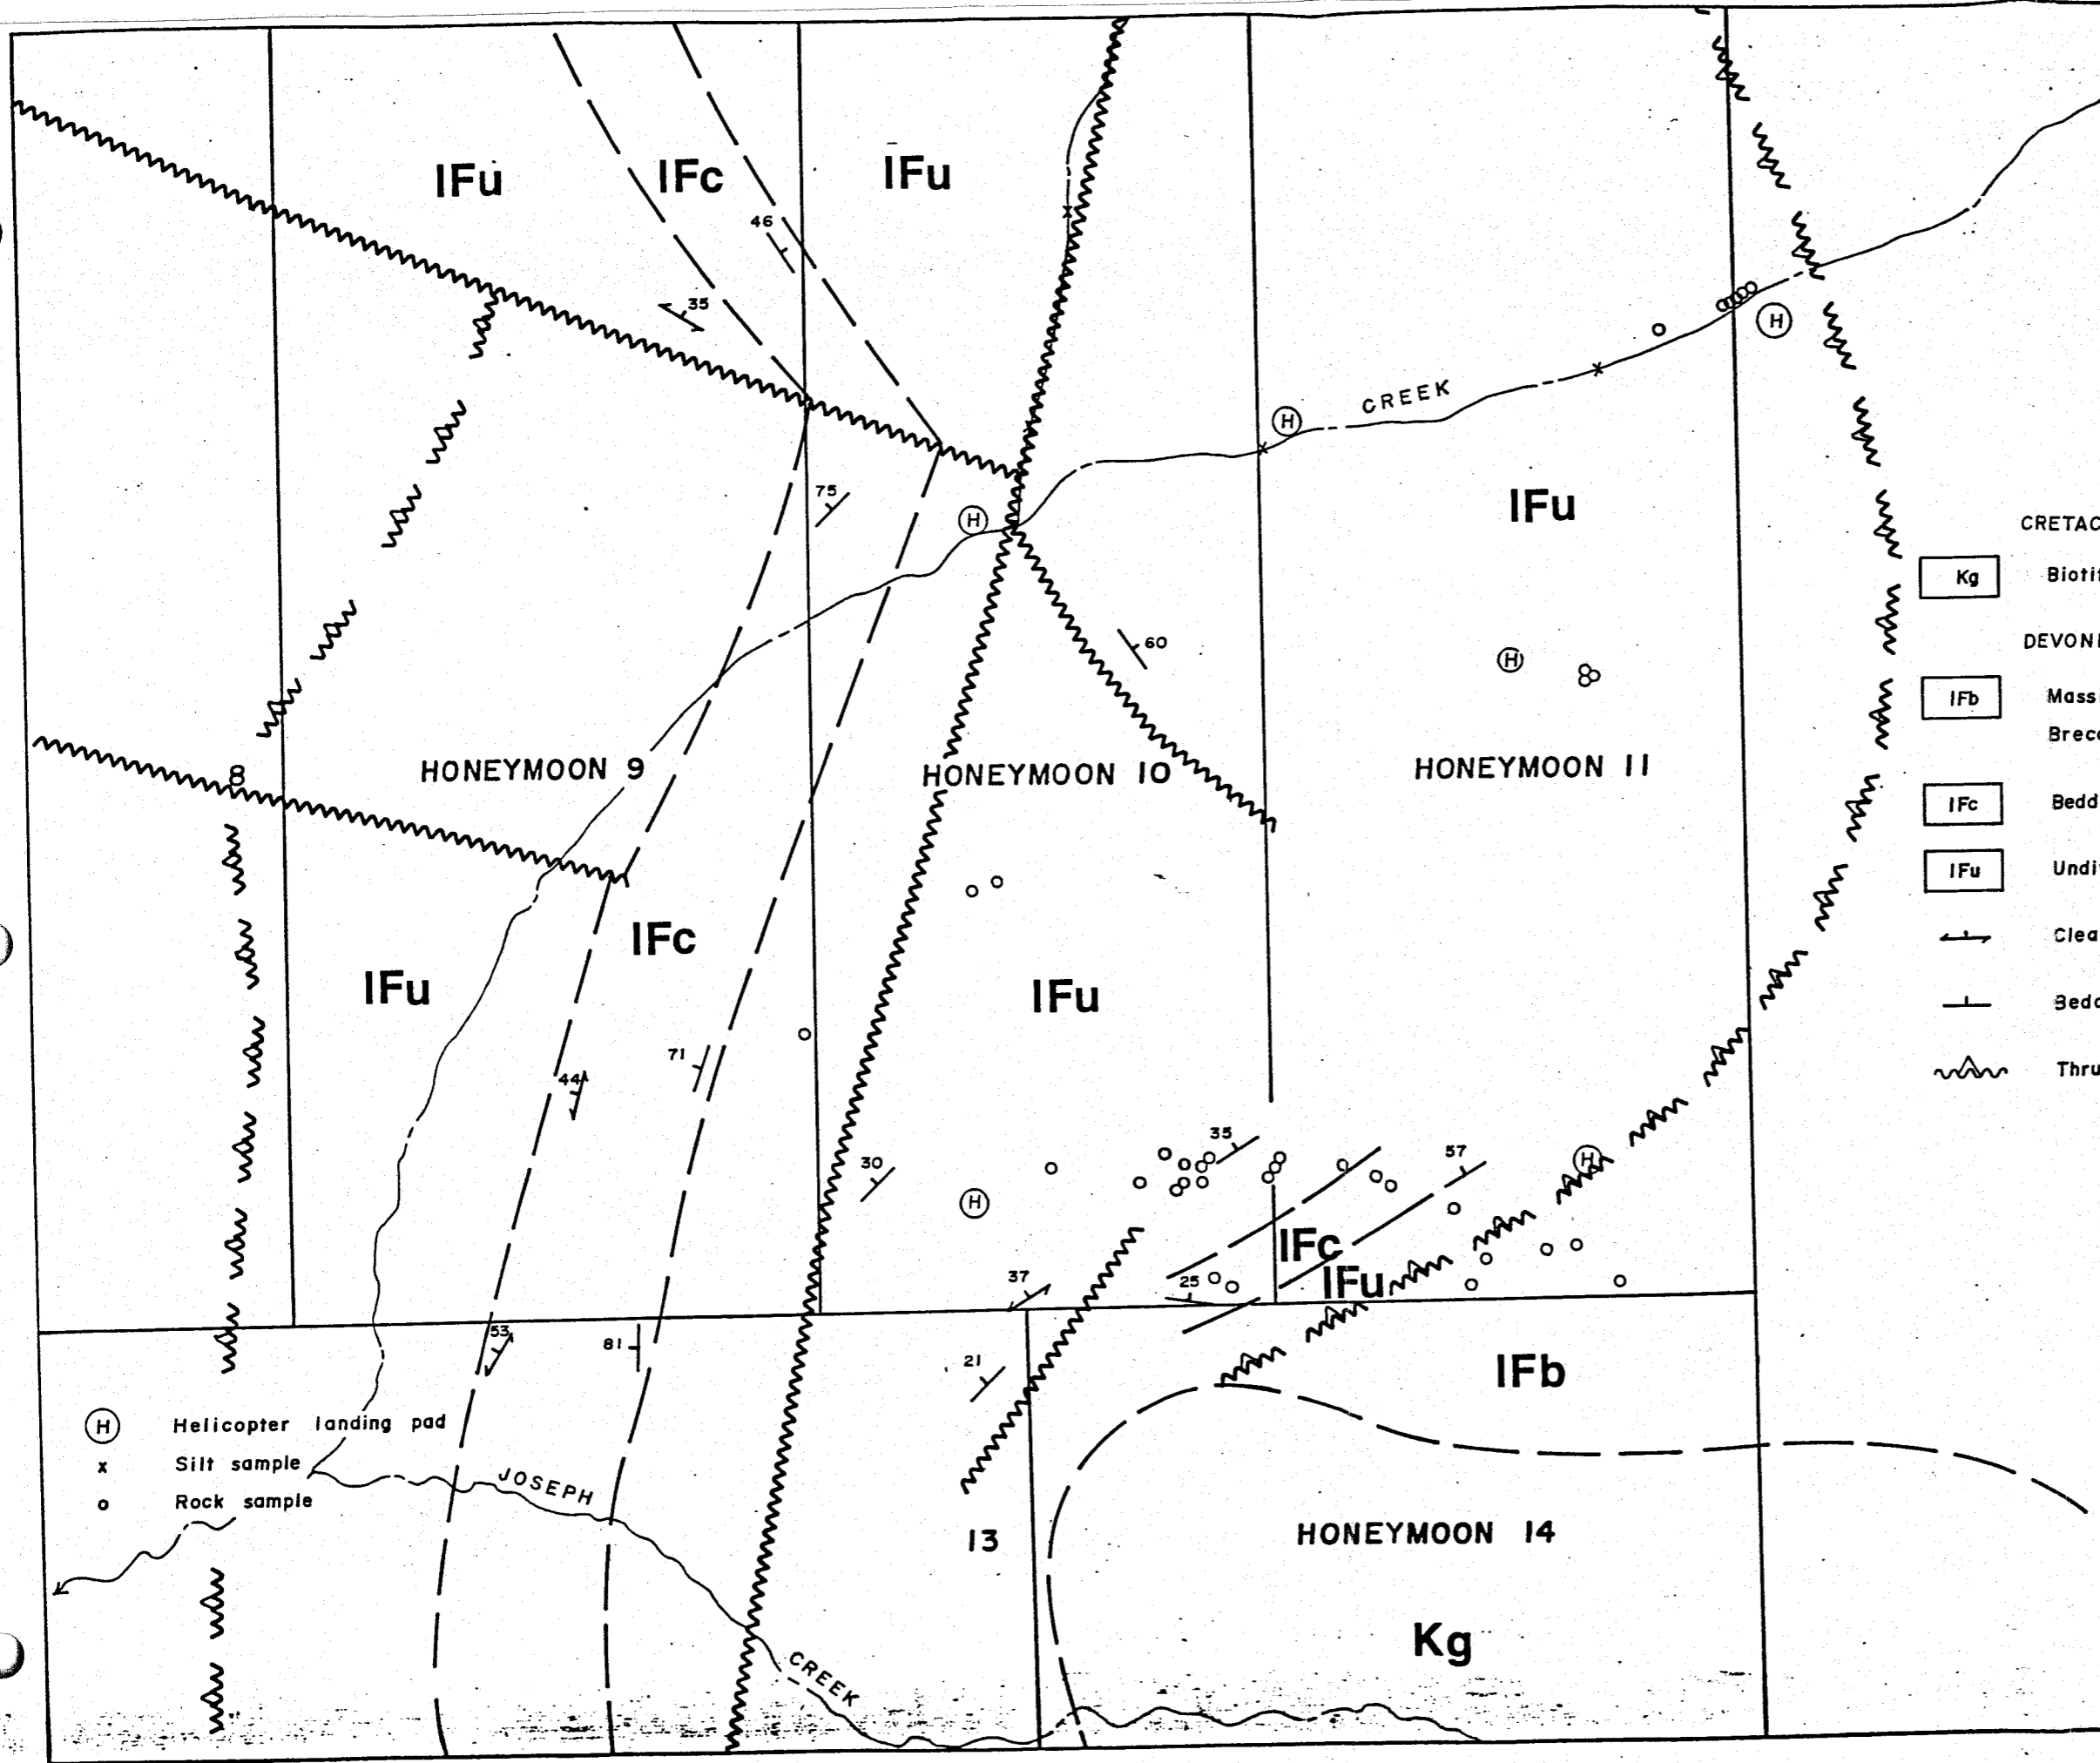 IFu
IFc
IFu
46
35
H
CREEK
H
75
H
IFu
60
H
HONEYMOON 9
HONEYMOON 10
HONEYMOON 11
IFc
IFu
IFu
71
44
35
57
30
H
H
IFc
IFu
37
25
53
81
21
IFb
JOSEPH
CREEK
13
HONEYMOON 14
Kg
H Helicopter landing pad
x Silt sample
o Rock sample
CRETAC
Kg Bioti
DEVON
IFb Mass
Brecc
IFc Bedd
IFu Undi
Clea
Bedd
Thru